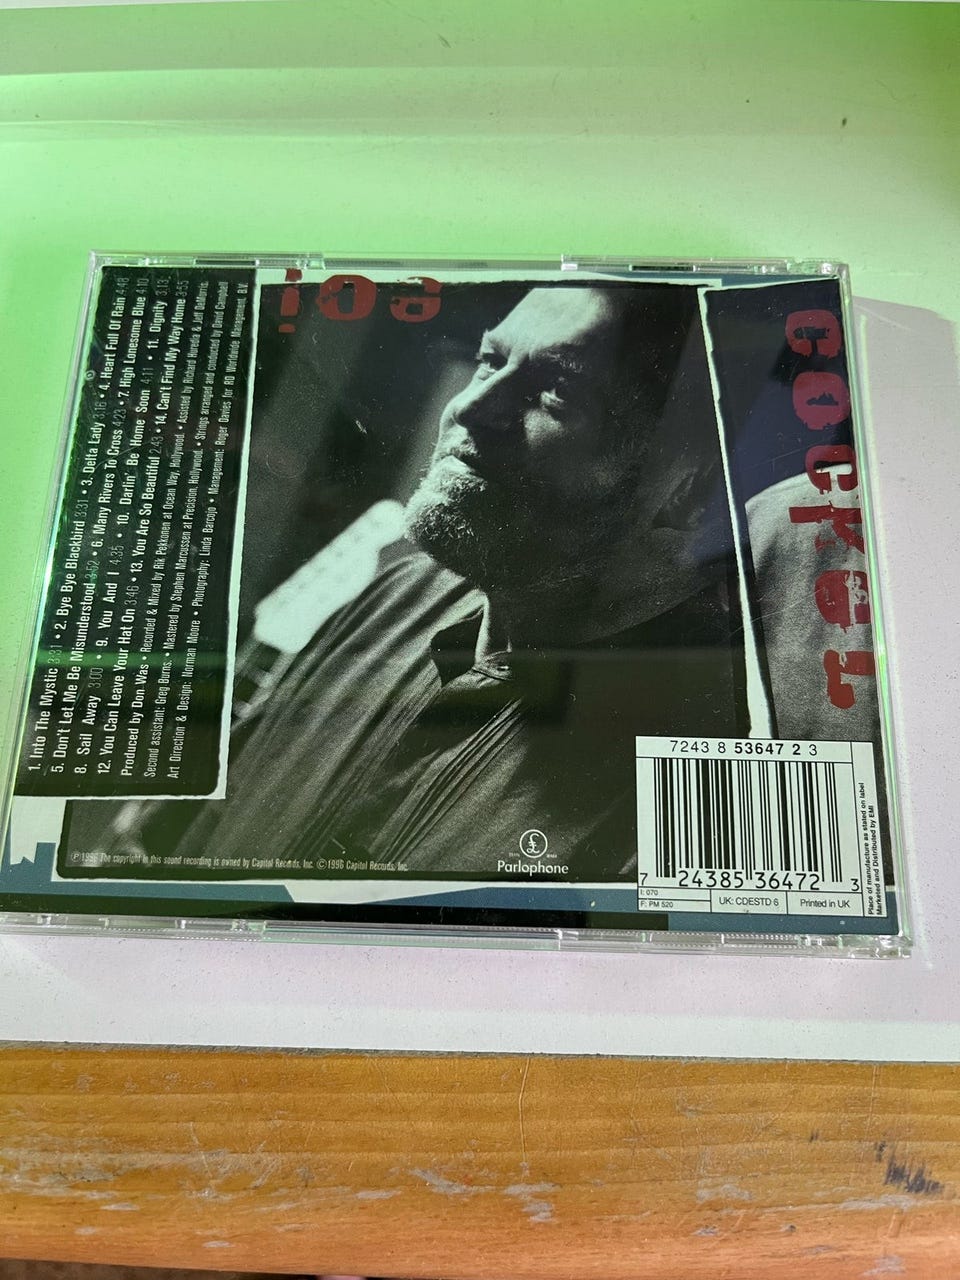 joe
cocker
1. Into The Mystic 3:31 • 2. Bye Bye Blackbird 3:31 • 3. Delta Lady 3:16 • 4. Heart Full Of Rain 4:48
5. Don't Let Me Be Misunderstood 3:52 • 6. Many Rivers To Cross 4:23 • 7. High Lonesome Blue 4:10
8. Sail Away 3:00 • 9. You And I 4:35 • 10. Darlin' Be Home Soon 4:11 • 11. Dignity 3:13
12. You Can Leave Your Hat On 3:46 • 13. You Are So Beautiful 2:43 • 14. Can't Find My Way Home 3:55
Produced by Don Was • Recorded & Mixed by Rik Pekkonen at Ocean Way, Hollywood. • Assisted by Richard Huredia & Jeff DeMorris.
Second assistant: Greg Burns. • Mastered by Stephen Marcussen at Precision, Hollywood. • Strings arranged and conducted by David Campbell
Art Direction & Design: Norman Moore • Photography: Linda Barcojo • Management: Roger Davies for RD Worldwide Management, B.V.
℗1996 The copyright in this sound recording is owned by Capitol Records, Inc. ©1996 Capitol Records, Inc.
£
Parlophone
7243 8 53647 2 3
7 24385 36472 3
I: 070
F: PM 520
UK: CDESTD 6
Printed in UK
Place of manufacture as stated on label
Marketed and Distributed by EMI